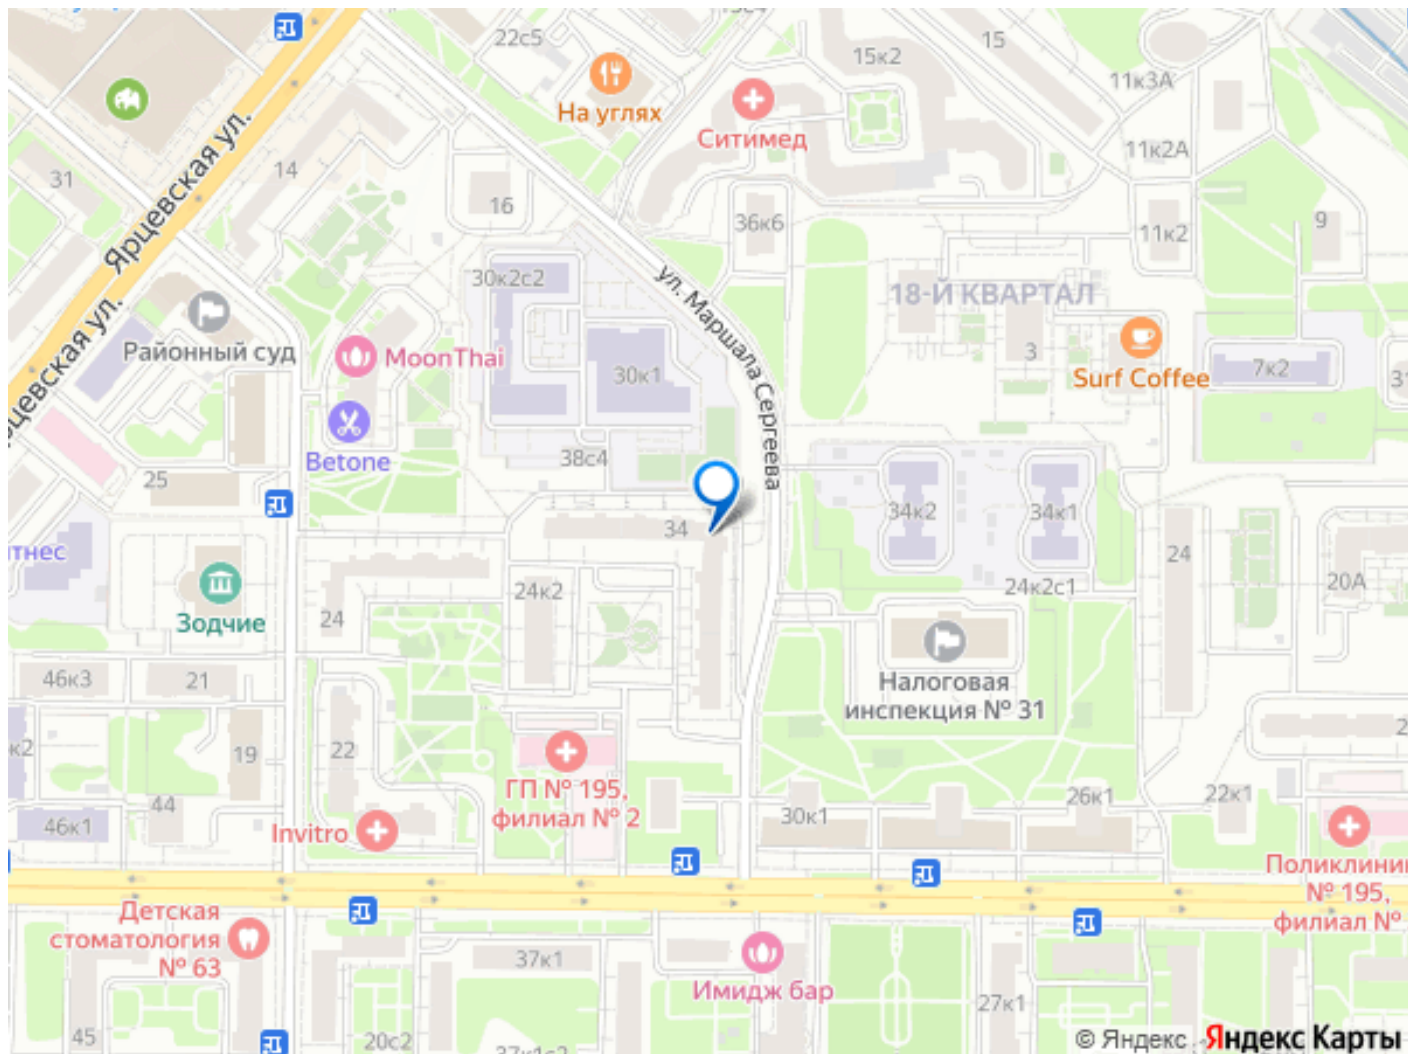 22с5
15
15к2
На углях
11к3А
Ситимед
11к2А
Ярцевская ул.
31
14
16
36к6
9
11к2
30к2с2
ул. Маршала Сергеева
18-Й КВАРТАЛ
Районный суд
MoonThai
30к1
3
Surf Coffee
7к2
Ярцевская ул.
Betone
38с4
25
34
34к2
34к1
24
24к2с1
20А
24к2
24
Зодчие
46к3
21
Налоговая
инспекция № 31
22
19
44
46к1
ГП № 195,
филиал № 2
Invitro
30к1
26к1
22к1
Поликлиник
№ 195,
филиал №
Детская
стоматология
№ 63
37к1
Имидж бар
27к1
45
20с2
37к1с2
© Яндекс
Яндекс Карты